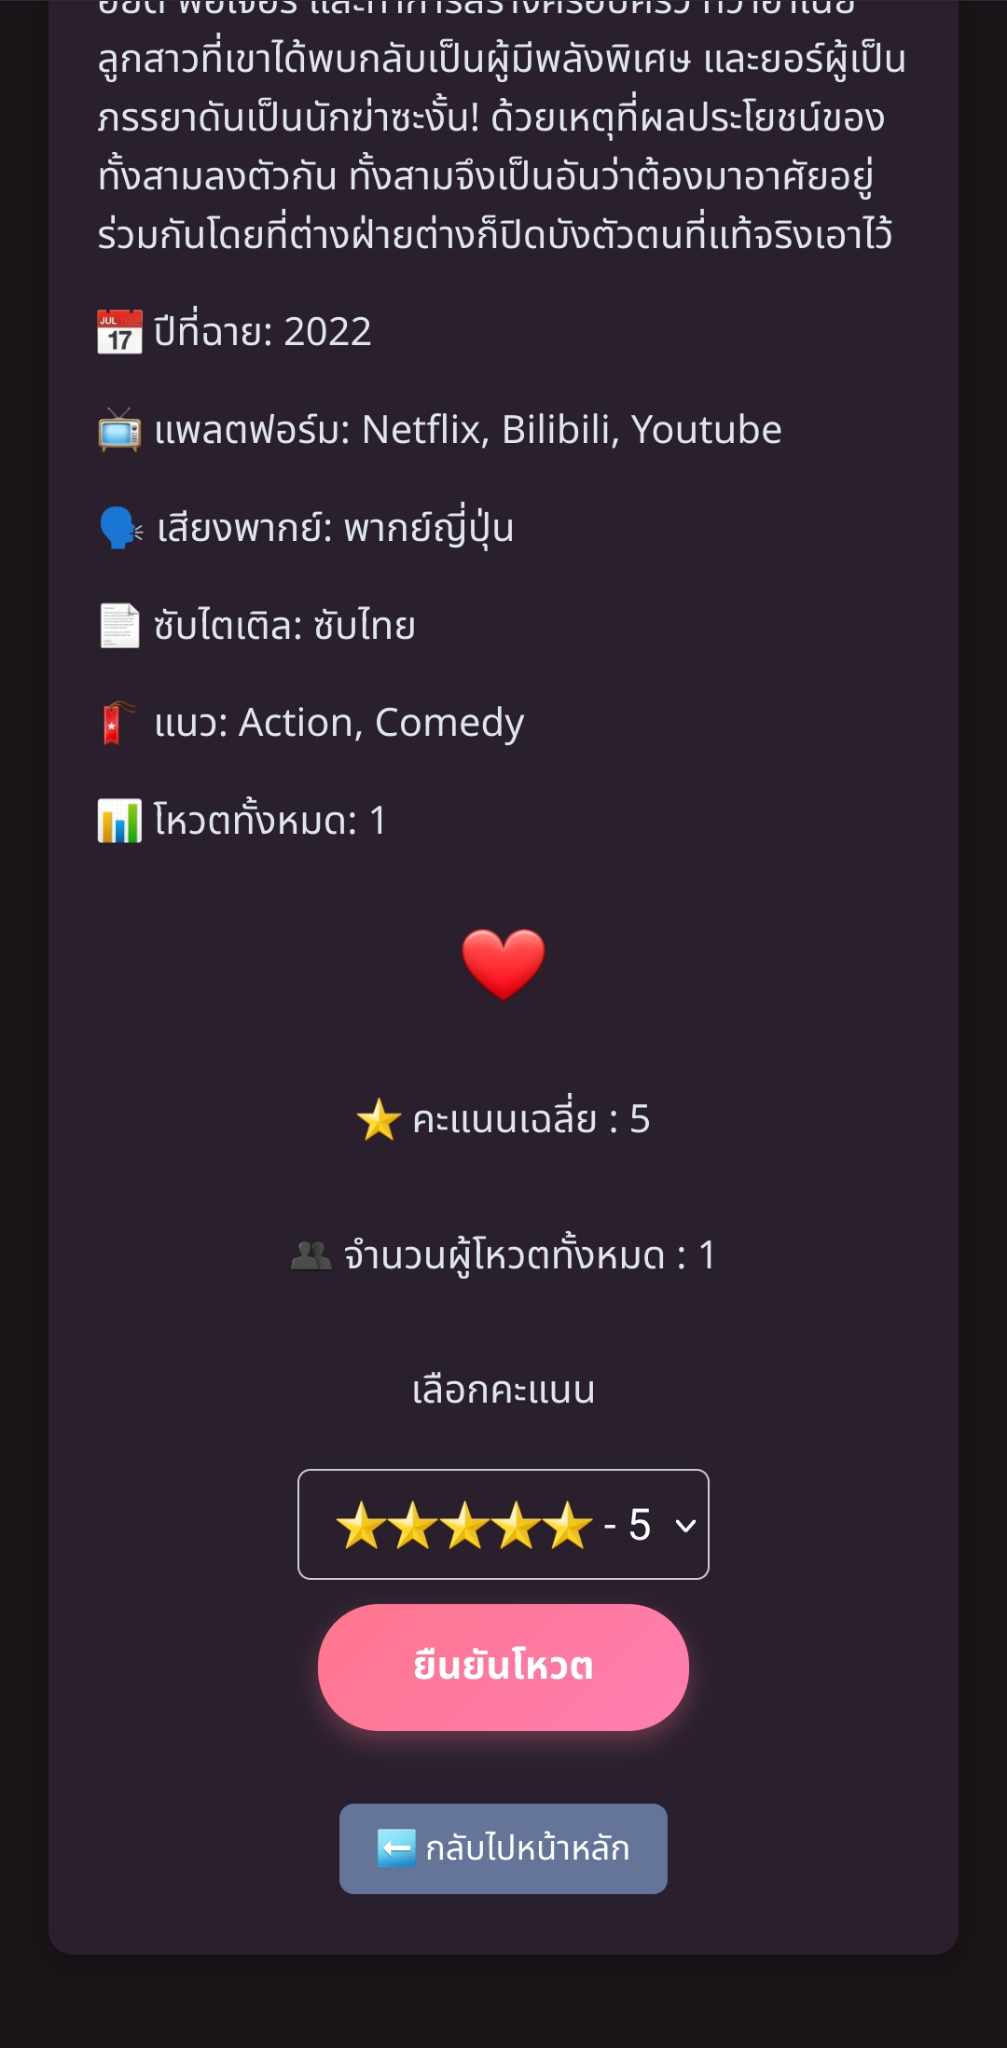 ลูกสาวที่เขาได้พบกลับเป็นผู้มีพลังพิเศษ และยอร์ผู้เป็น
ภรรยาดันเป็นนักฆ่าซะงั้น! ด้วยเหตุที่ผลประโยชน์ของ
ทั้งสามลงตัวกัน ทั้งสามจึงเป็นอันว่าต้องมาอาศัยอยู่
ร่วมกันโดยที่ต่างฝ่ายต่างก็ปิดบังตัวตนที่แท้จริงเอาไว้
📅 ปีที่ฉาย: 2022
📺 แพลตฟอร์ม: Netflix, Bilibili, Youtube
🗣️ เสียงพากย์: พากย์ญี่ปุ่น
📄 ซับไตเติล: ซับไทย
🧧 แนว: Action, Comedy
📊 โหวตทั้งหมด: 1
❤️
⭐ คะแนนเฉลี่ย : 5
👥 จำนวนผู้โหวตทั้งหมด : 1
เลือกคะแนน
⭐⭐⭐⭐⭐ - 5
ยืนยันโหวต
⬅️ กลับไปหน้าหลัก